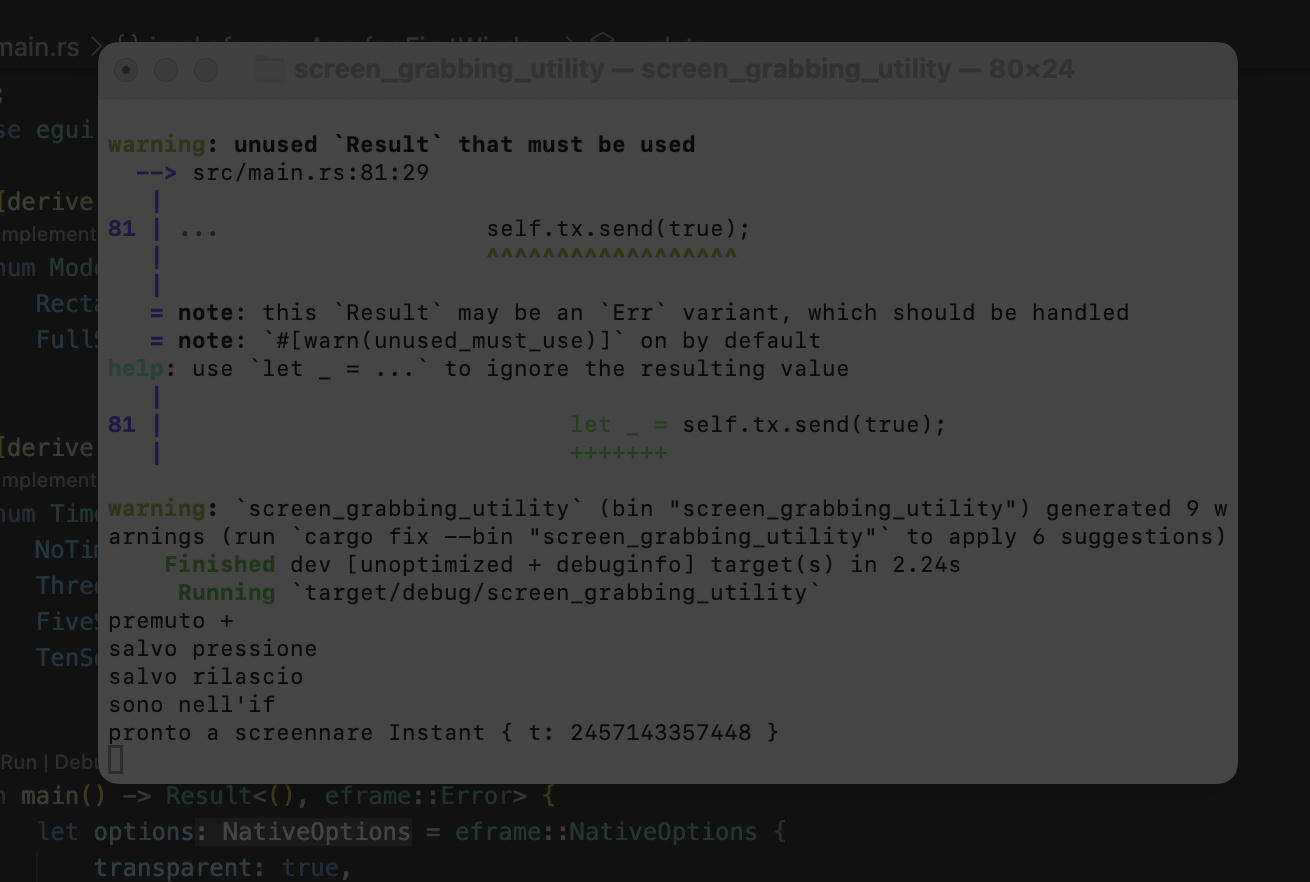 main.rs
screen_grabbing_utility — screen_grabbing_utility — 80×24
se egui
[derive
mplement
num Mode
Recta
FullS
[derive
mplement
num Time
NoTim
Three
FiveS
TenSe
warning: unused `Result` that must be used
--> src/main.rs:81:29
|
81 | ... self.tx.send(true);
| ^^^^^^^^^^^^^^^^^^
|
= note: this `Result` may be an `Err` variant, which should be handled
= note: `#[warn(unused_must_use)]` on by default
help: use `let _ = ...` to ignore the resulting value
|
81 | let _ = self.tx.send(true);
| +++++++
warning: `screen_grabbing_utility` (bin "screen_grabbing_utility") generated 9 w
arnings (run `cargo fix --bin "screen_grabbing_utility"` to apply 6 suggestions)
Finished dev [unoptimized + debuginfo] target(s) in 2.24s
Running `target/debug/screen_grabbing_utility`
premuto +
salvo pressione
salvo rilascio
sono nell'if
pronto a screennare Instant { t: 2457143357448 }
Run | Debu
n main() -> Result<(), eframe::Error> {
let options: NativeOptions = eframe::NativeOptions {
transparent: true,